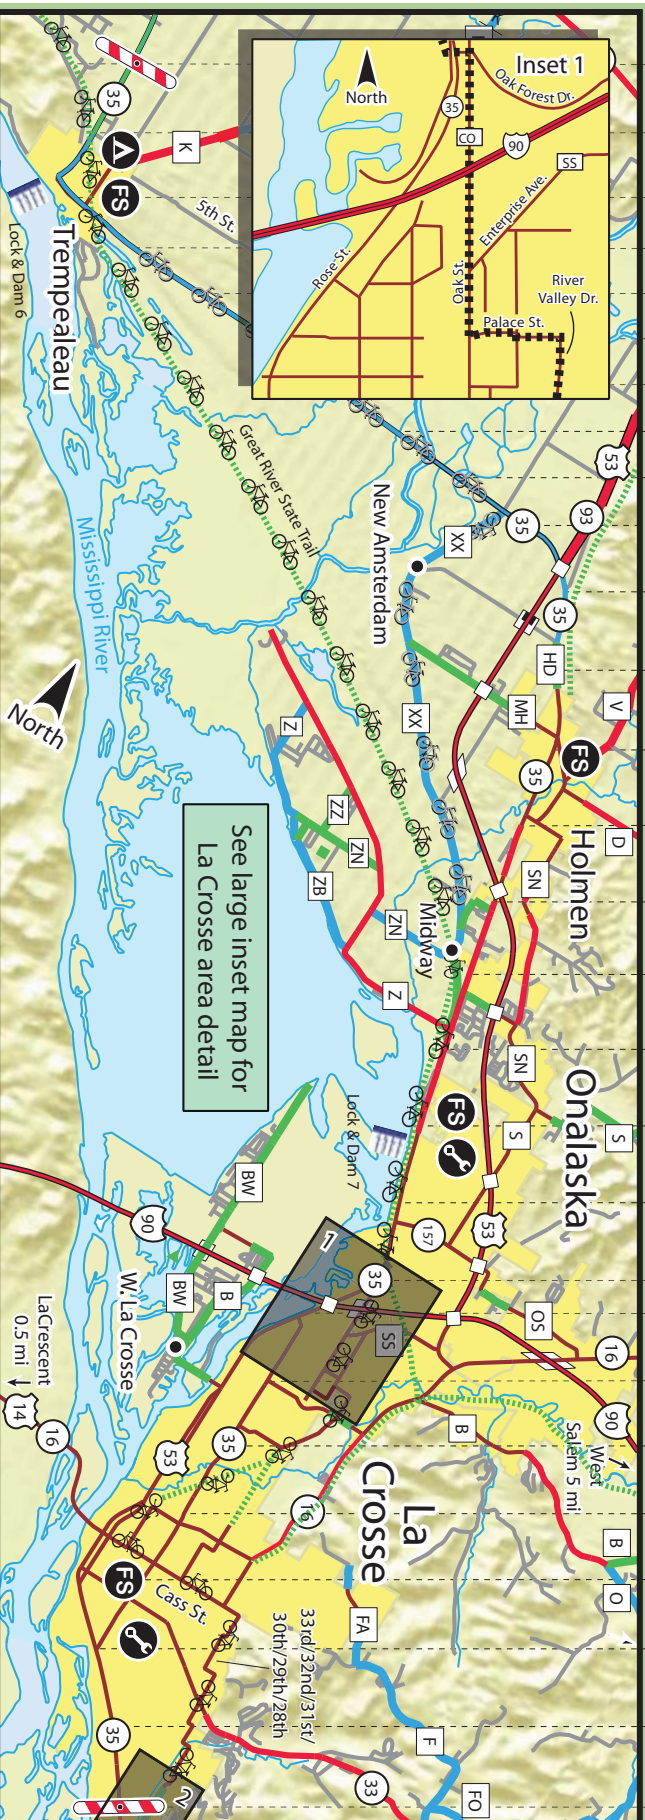 Inset 1
Oak Forest Dr.
North
35
CO
90
SS
Enterprise Ave.
Rose St.
Oak St.
River
Valley Dr.
Palace St.
35
K
FS
5th St.
Lock & Dam 6
Trempealeau
Great River State Trail
Mississippi River
North
New Amsterdam
XX
35
93
53
35
HD
MH
V
FS
35
XX
D
Holmen
SN
Z
ZZ
ZN
ZB
ZN
Midway
Z
See large inset map for
La Crosse area detail
SN
S
S
Onalaska
FS
Lock & Dam 7
BW
90
BW
B
W. La Crosse
157
53
1
35
SS
OS
16
90
West
Salem 5 mi
B
B
O
LaCrescent
0.5 mi
14
16
53
35
16
La
Crosse
FS
Cass St.
33rd/32nd/31st/
30th/29th/28th
FA
F
FO
35
33
2